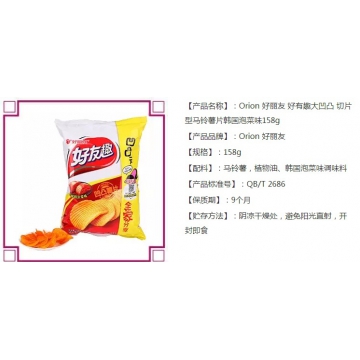 【产品名称】：Orion 好丽友 好有趣大凹凸 切片
型马铃薯片韩国泡菜味158g
【产品品牌】：Orion 好丽友
【规格】：158g
【配料】：马铃薯，植物油、韩国泡菜味调味料
【产品标准号】：QB/T 2686
【保质期】：9个月
【贮存方法】：阴凉干燥处，避免阳光直射，开
封即食
好友趣